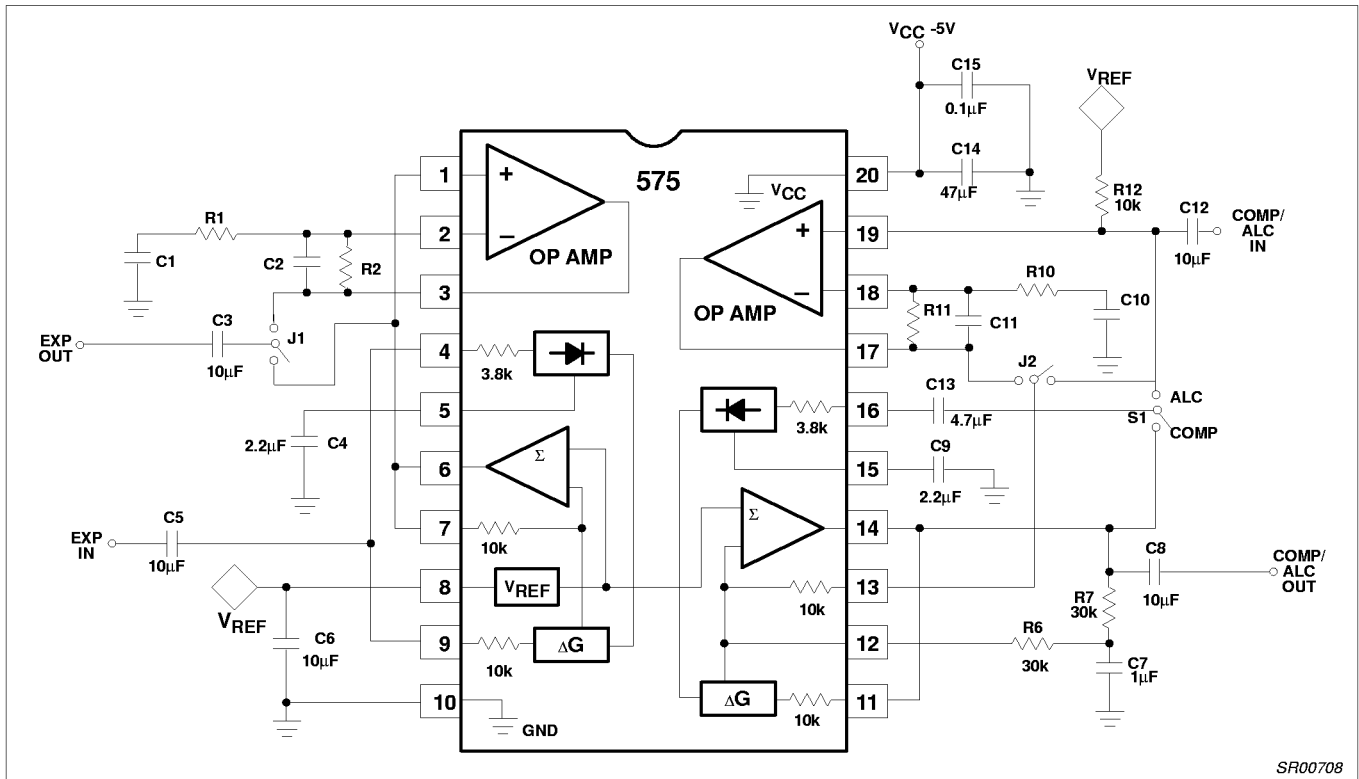 VCC -5V
C15
0.1µF
VREF
C14
47µF
R12
10k
C12
10µF
COMP/
ALC
IN
575
1
+
2
–
OP AMP
3
R1
C1
C2
R2
C3
10µF
J1
EXP
OUT
4
3.8k
5
2.2µF
C4
6
Σ
7
10k
EXP
IN
C5
10µF
8
VREF
VREF
C6
10µF
9
10k
ΔG
10
GND
20
VCC
19
+
18
–
OP AMP
17
R11
C11
R10
C10
J2
16
3.8k
C13
4.7µF
ALC
S1
COMP
15
C9
2.2µF
14
Σ
C8
10µF
COMP/
ALC
OUT
13
10k
R7
30k
12
R6
30k
C7
1µF
11
10k
ΔG
SR00708